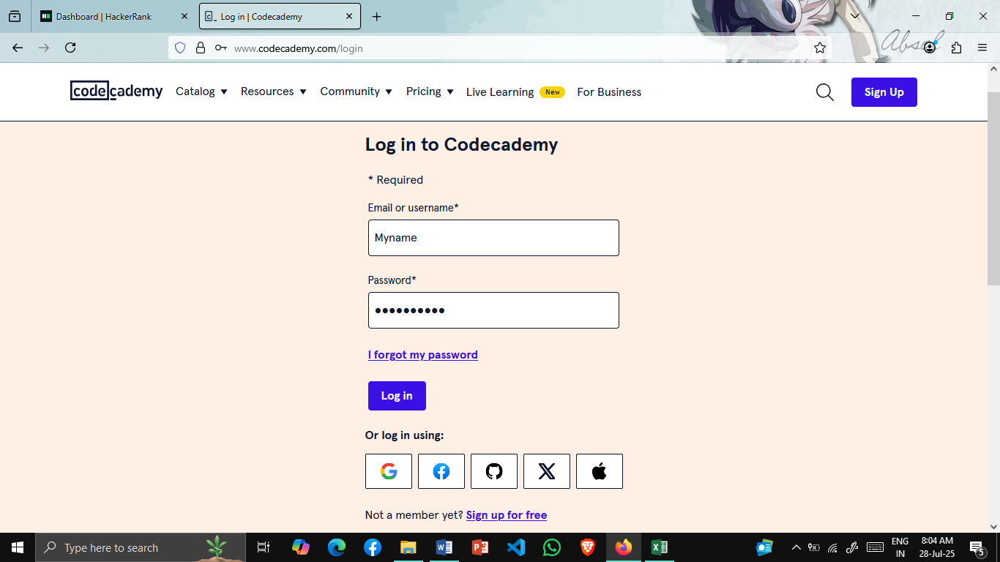 Dashboard | HackerRank
Log in | Codecademy
www.codecademy.com/login
Absol
codecademy Catalog Resources Community Pricing Live Learning New For Business Sign Up
Log in to Codecademy
* Required
Email or username*
Myname
Password*
I forgot my password
Log in
Or log in using:
Not a member yet? Sign up for free
Type here to search
ENG
IN
8:04 AM
28-Jul-25
5